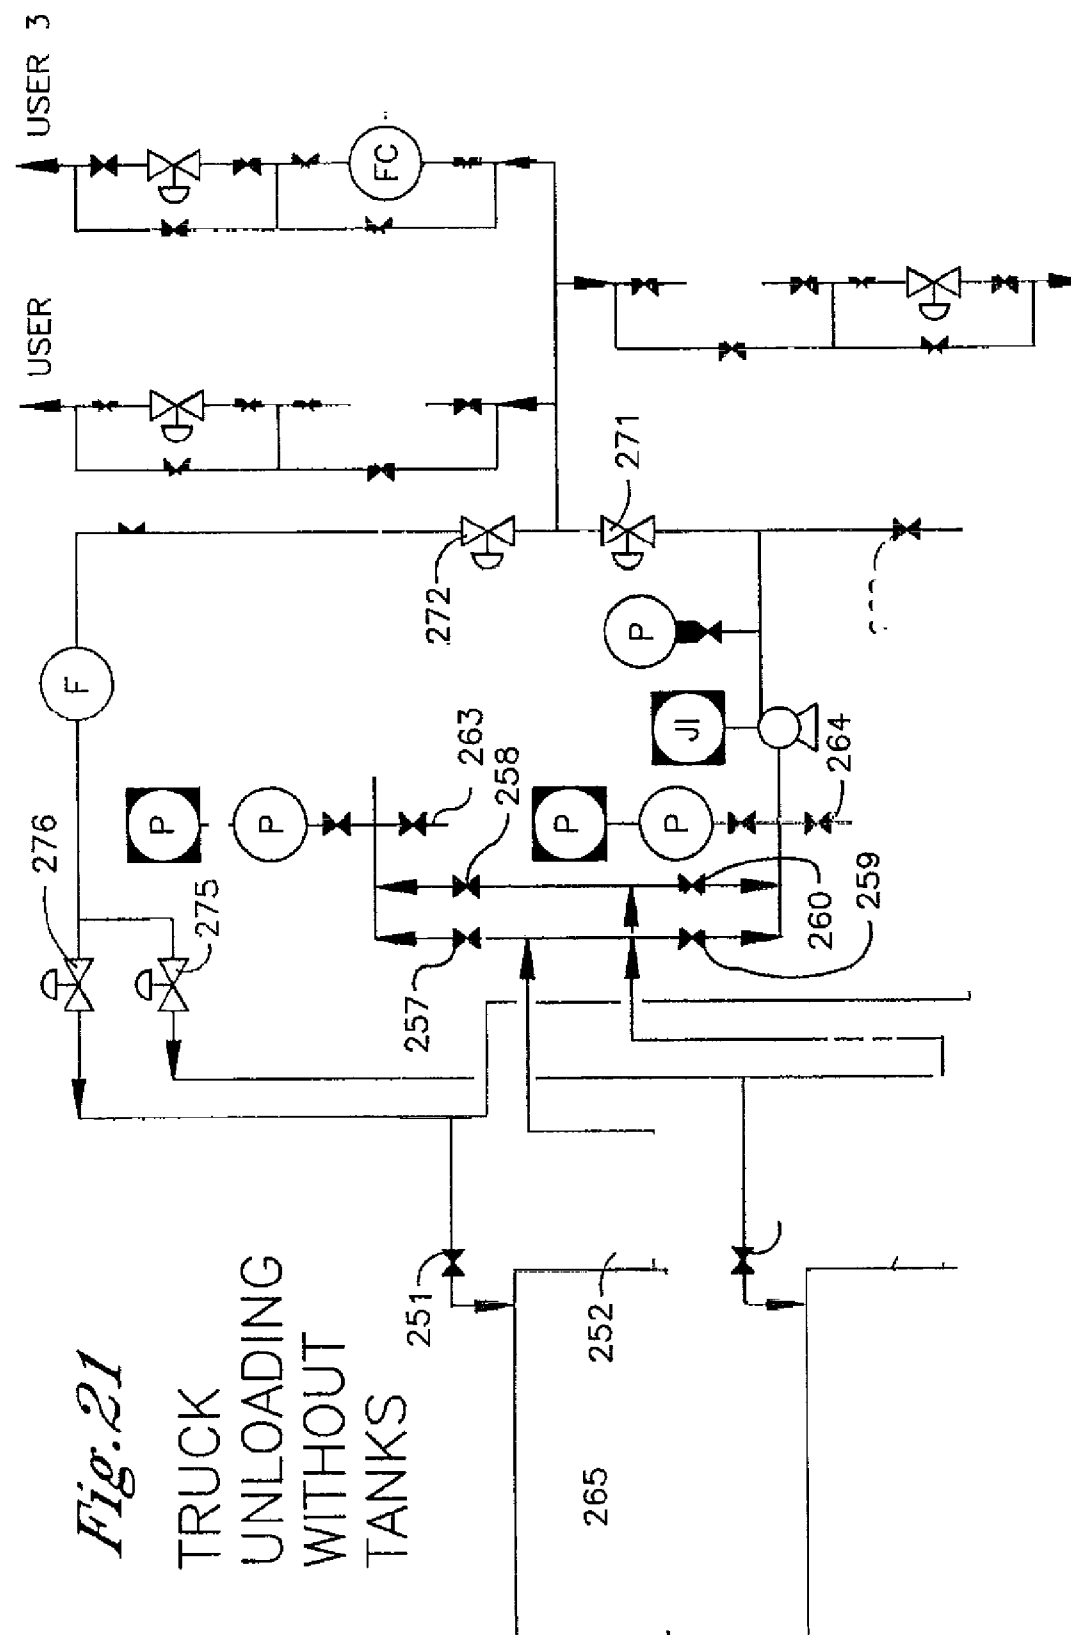 Fig.21
TRUCK
UNLOADING
WITHOUT
TANKS
USER
USER 3
F
FC
276
275
272
271
P
P
P
P
P
JI
263
258
264
257
260
259
251
252
265